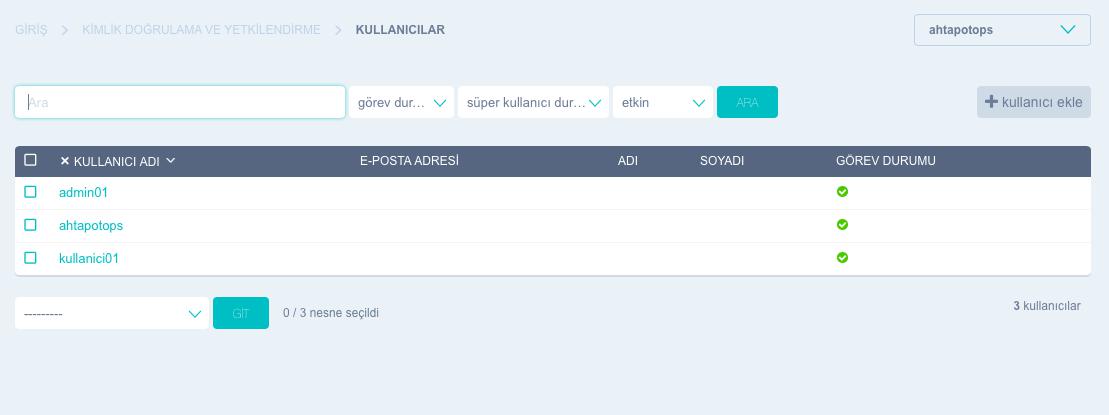 GİRİŞ KİMLİK DOĞRULAMA VE YETKİLENDİRME KULLANICILAR ahtapotops
Ara görev dur... süper kullanıcı dur... etkin ARA kullanıcı ekle
KULLANICI ADI E-POSTA ADRESİ ADI SOYADI GÖREV DURUMU
admin01
ahtapotops
kullanici01
--------- GİT 0 / 3 nesne seçildi 3 kullanıcılar